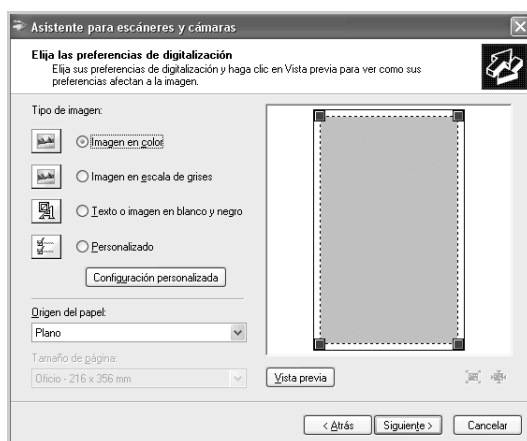 Asistente para escáneres y cámaras
Elija las preferencias de digitalización
Elija sus preferencias de digitalización y haga clic en Vista previa para ver como sus
preferencias afectan a la imagen.
Tipo de imagen:
Imagen en color
Imagen en escala de grises
Texto o imagen en blanco y negro
Personalizado
Configuración personalizada
Origen del papel:
Plano
Tamaño de página:
Oficio - 216 x 356 mm
Vista previa
< Atrás
Siguiente >
Cancelar